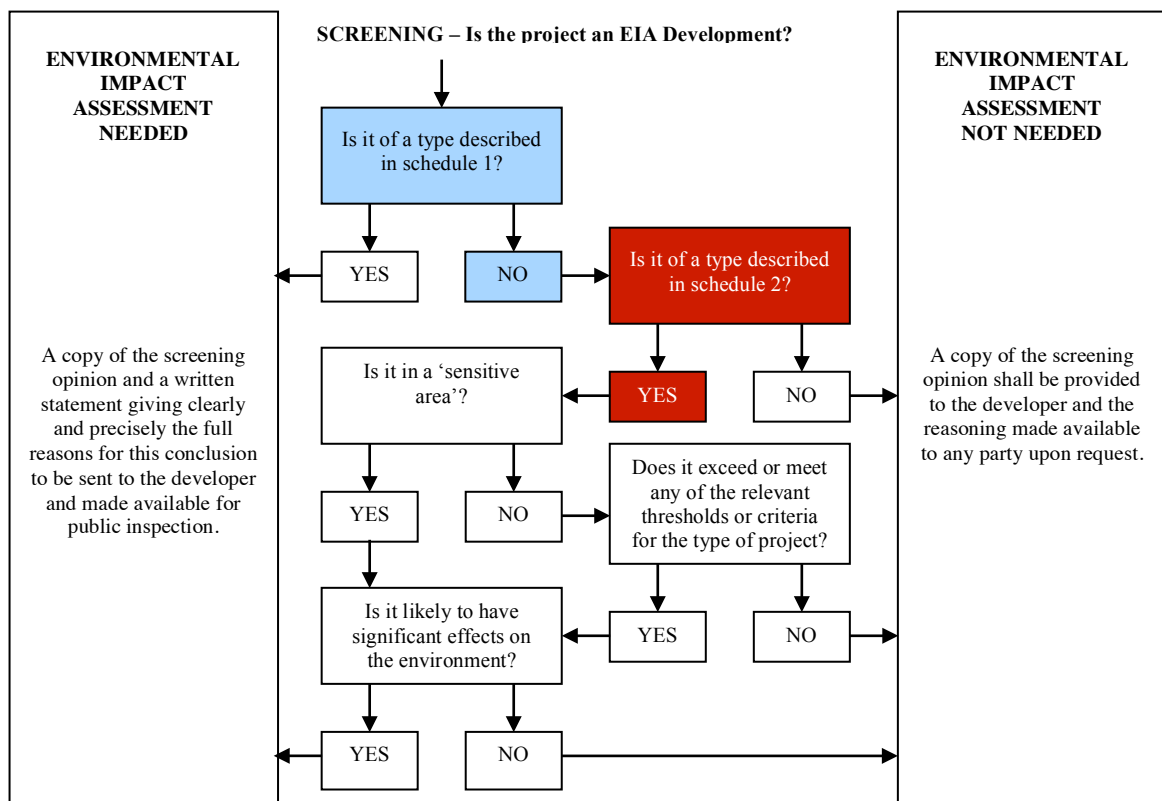 SCREENING – Is the project an EIA Development?
ENVIRONMENTAL
IMPACT
ASSESSMENT
NEEDED
A copy of the screening
opinion and a written
statement giving clearly
and precisely the full
reasons for this conclusion
to be sent to the developer
and made available for
public inspection.
Is it of a type described
in schedule 1?
YES
NO
Is it of a type described
in schedule 2?
YES
NO
Is it in a ‘sensitive
area’?
YES
NO
Does it exceed or meet
any of the relevant
thresholds or criteria
for the type of project?
YES
NO
Is it likely to have
significant effects on
the environment?
YES
NO
ENVIRONMENTAL
IMPACT
ASSESSMENT
NOT NEEDED
A copy of the screening
opinion shall be provided
to the developer and the
reasoning made available
to any party upon request.